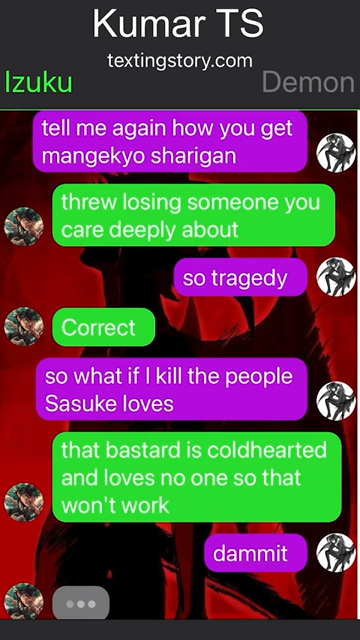 Kumar TS
textingstory.com
Izuku Demon
tell me again how you get
mangekyo sharigan
threw losing someone you
care deeply about
so tragedy
Correct
so what if I kill the people
Sasuke loves
that bastard is coldhearted
and loves no one so that
won't work
dammit